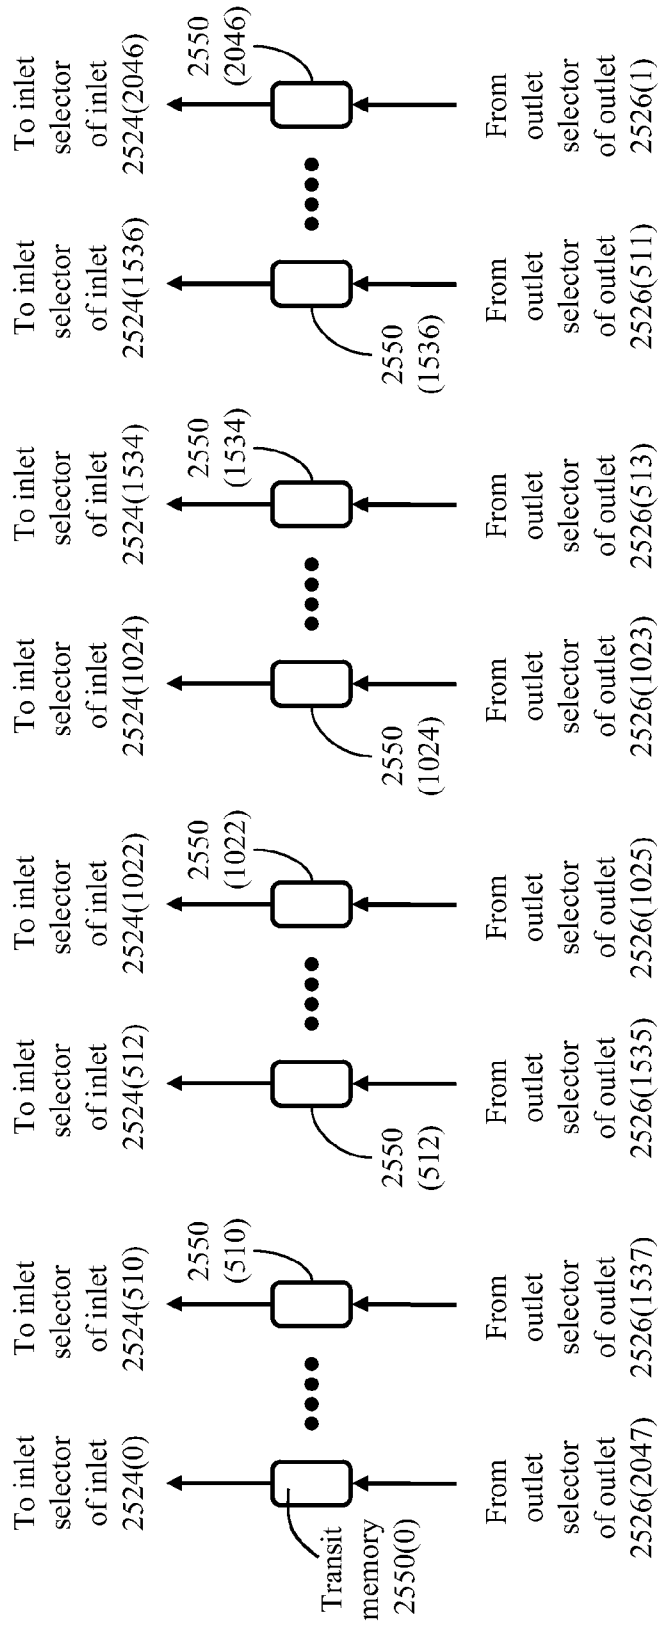 To inlet
selector
of inlet
2524(0)
To inlet
selector
of inlet
2524(510)
To inlet
selector
of inlet
2524(512)
To inlet
selector
of inlet
2524(1022)
To inlet
selector
of inlet
2524(1024)
To inlet
selector
of inlet
2524(1534)
To inlet
selector
of inlet
2524(1536)
To inlet
selector
of inlet
2524(2046)
Transit
memory
2550(0)
2550
(510)
2550
(512)
2550
(1022)
2550
(1024)
2550
(1534)
2550
(1536)
2550
(2046)
From
outlet
selector
of outlet
2526(2047)
From
outlet
selector
of outlet
2526(1537)
From
outlet
selector
of outlet
2526(1535)
From
outlet
selector
of outlet
2526(1025)
From
outlet
selector
of outlet
2526(1023)
From
outlet
selector
of outlet
2526(513)
From
outlet
selector
of outlet
2526(511)
From
outlet
selector
of outlet
2526(1)